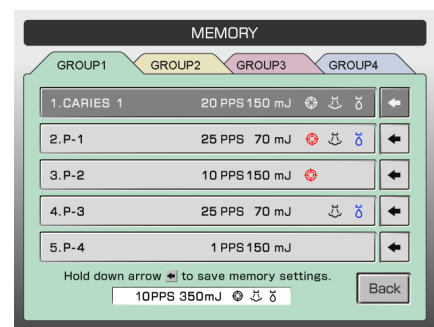 MEMORY
GROUP1 GROUP2 GROUP3 GROUP4
1.CARIES 1 20 PPS 150 mJ
2.P-1 25 PPS 70 mJ
3.P-2 10 PPS 150 mJ
4.P-3 25 PPS 70 mJ
5.P-4 1 PPS 150 mJ
Hold down arrow to save memory settings.
10PPS 350mJ
Back